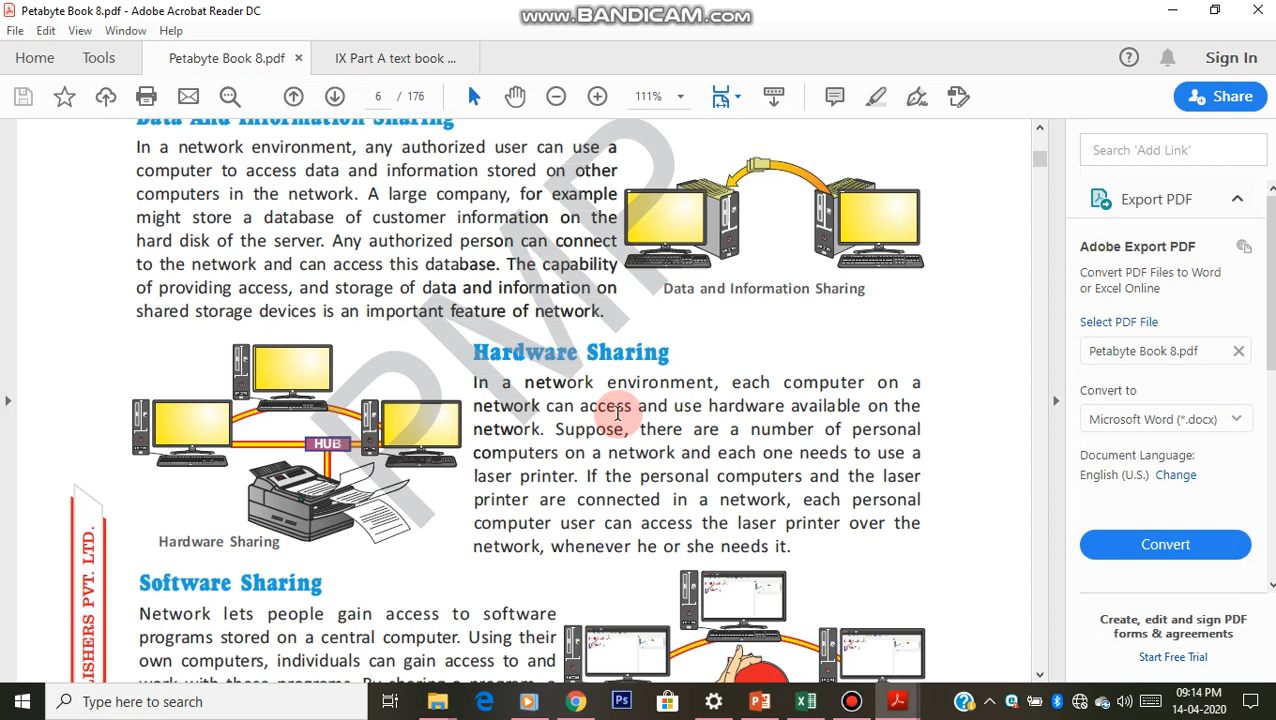 Petabyte Book 8.pdf - Adobe Acrobat Reader DC
www.BANDICAM.com
File Edit View Window Help
Home Tools Petabyte Book 8.pdf × IX Part A text book ... Sign In
6 / 176 111% Share
Data And Information Sharing
In a network environment, any authorized user can use a
computer to access data and information stored on other
computers in the network. A large company, for example
might store a database of customer information on the
hard disk of the server. Any authorized person can connect
to the network and can access this database. The capability
of providing access, and storage of data and information on
shared storage devices is an important feature of network.
Data and Information Sharing
PMP
Hardware Sharing
In a network environment, each computer on a
network can access and use hardware available on the
network. Suppose, there are a number of personal
computers on a network and each one needs to use a
laser printer. If the personal computers and the laser
printer are connected in a network, each personal
computer user can access the laser printer over the
network, whenever he or she needs it.
HUB
Hardware Sharing
LISHERS PVT. LTD.
Software Sharing
Network lets people gain access to software
programs stored on a central computer. Using their
own computers, individuals can gain access to and
Search 'Add Link'
Export PDF
Adobe Export PDF
Convert PDF Files to Word
or Excel Online
Select PDF File
Petabyte Book 8.pdf
Convert to
Microsoft Word (*.docx)
Document Language:
English (U.S.) Change
Convert
Create, edit and sign PDF
forms & agreements
Start Free Trial
Type here to search
Ps
09:14 PM
14-04-2020